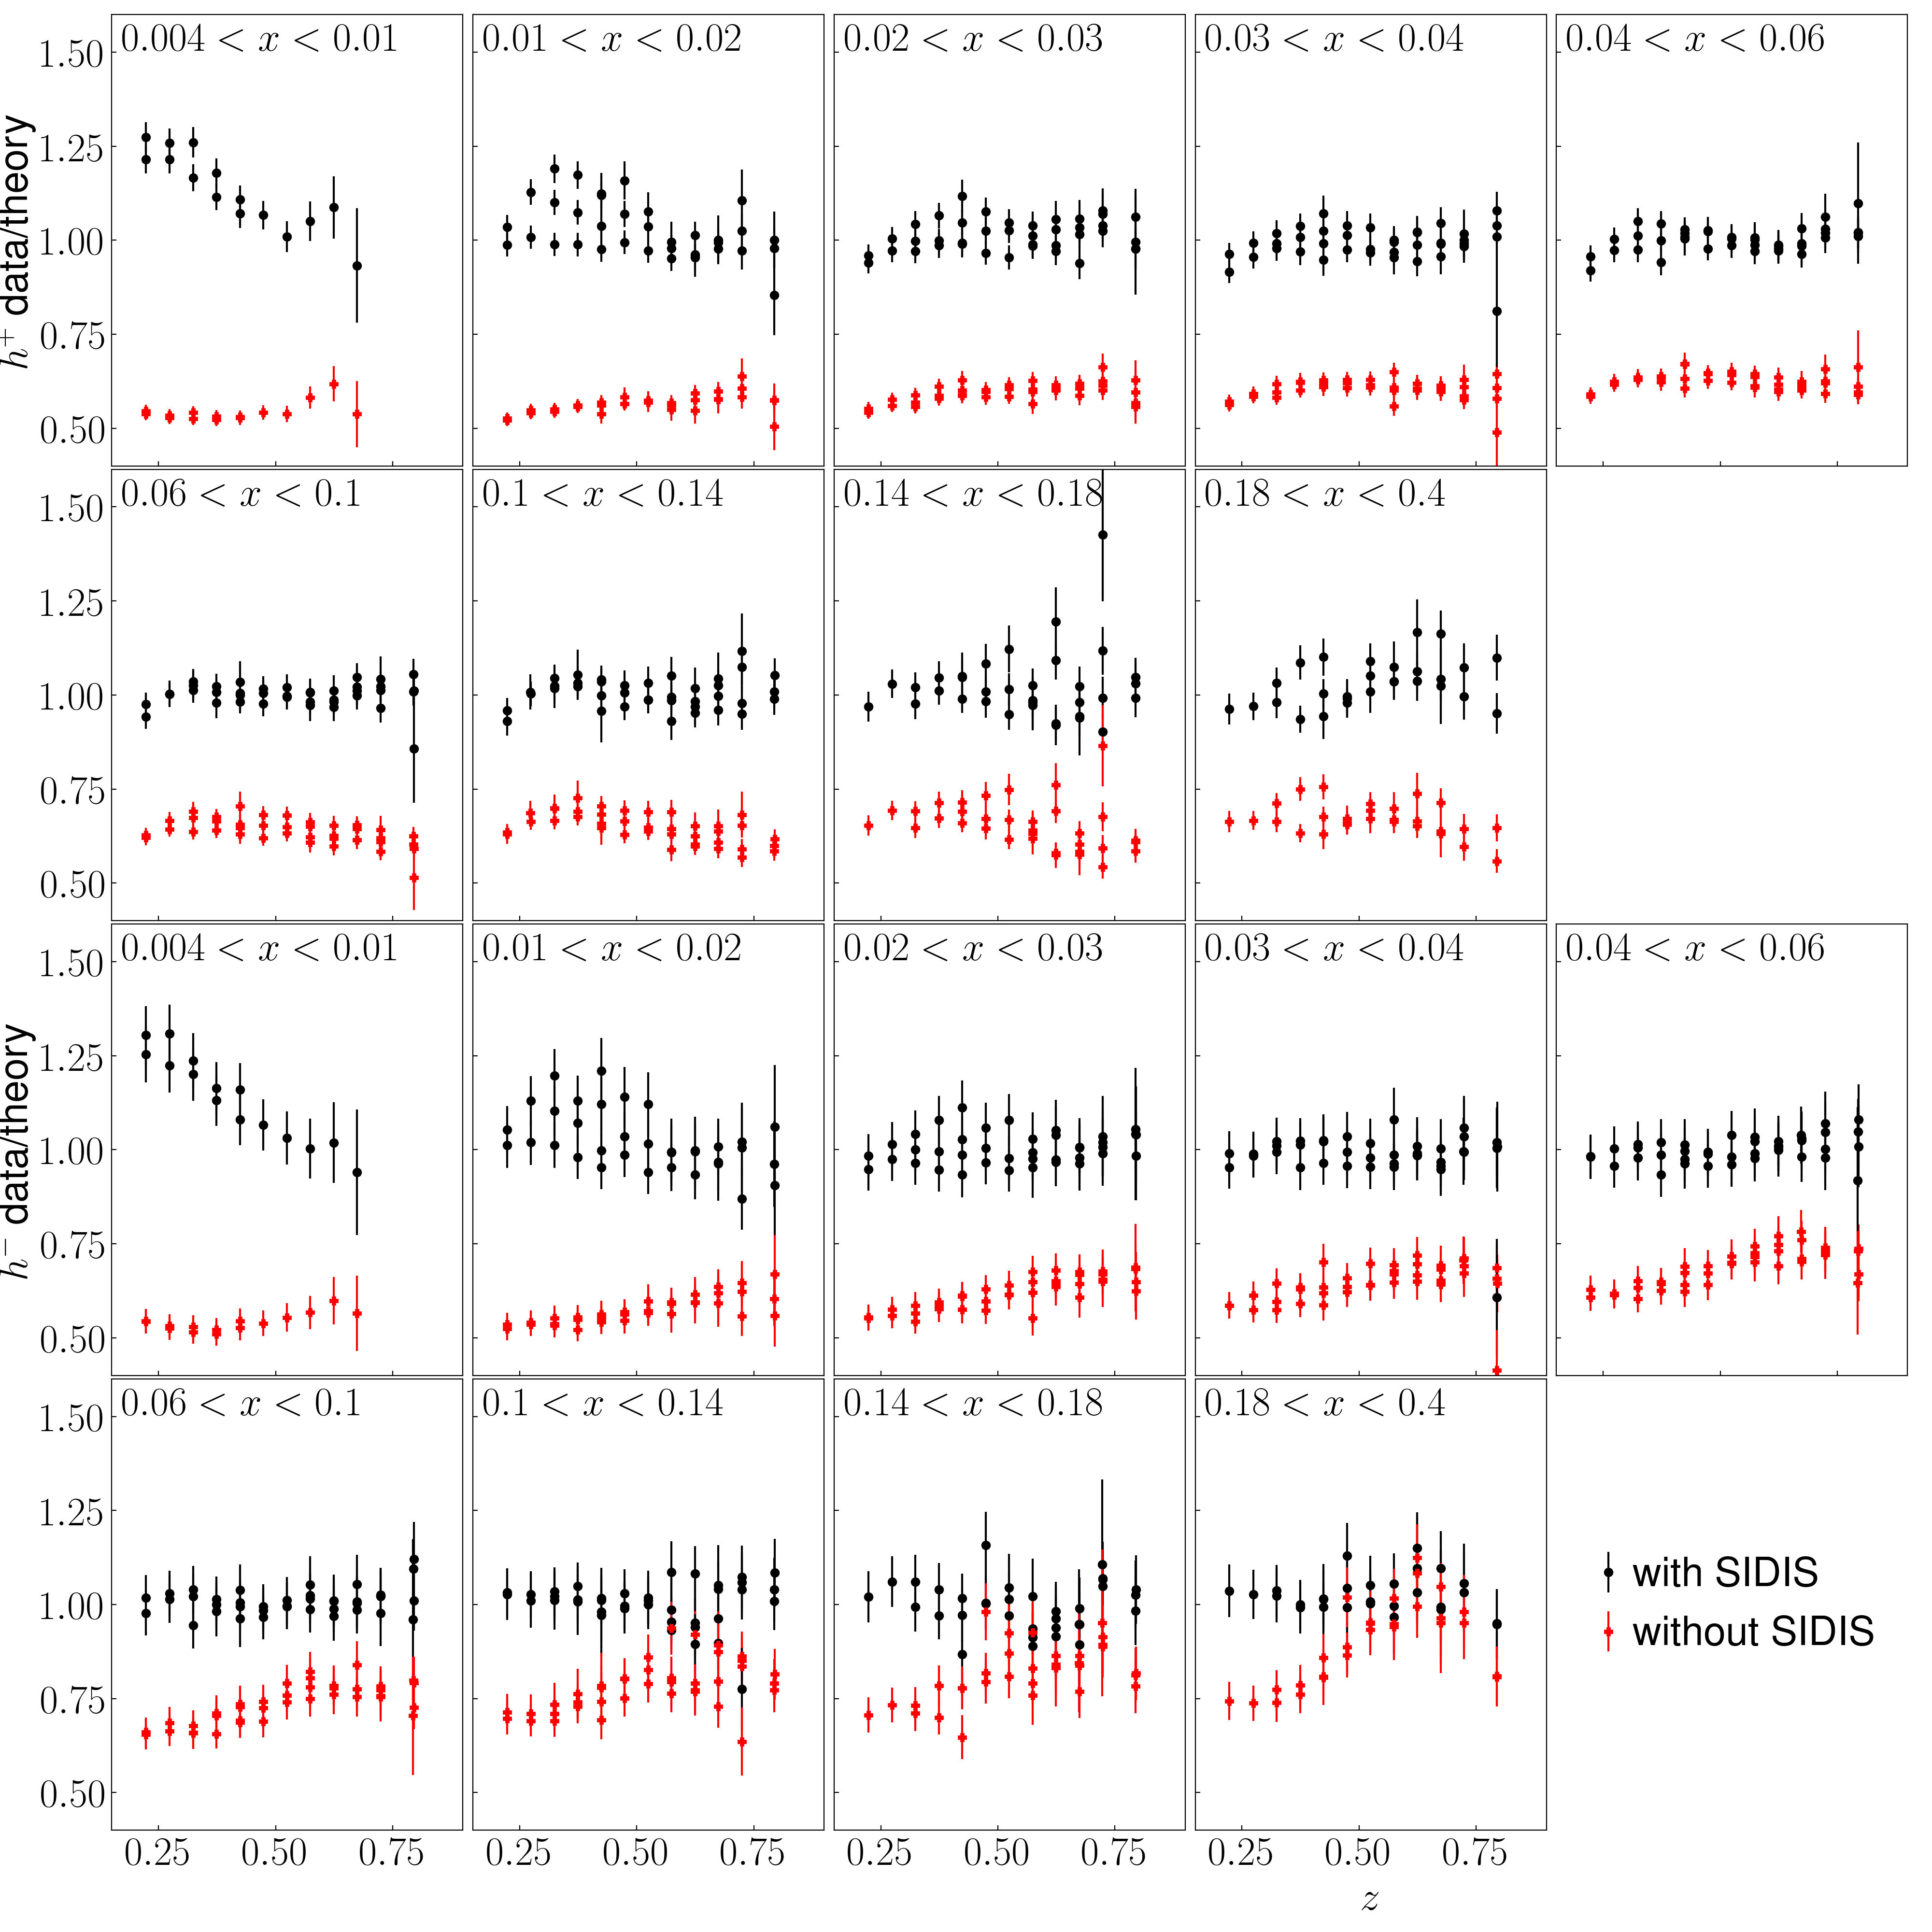 0.004 < x < 0.01
0.01 < x < 0.02
0.02 < x < 0.03
0.03 < x < 0.04
0.04 < x < 0.06
h⁺ data/theory
1.50
1.25
1.00
0.75
0.50
0.06 < x < 0.1
0.1 < x < 0.14
0.14 < x < 0.18
0.18 < x < 0.4
1.50
1.25
1.00
0.75
0.50
0.004 < x < 0.01
0.01 < x < 0.02
0.02 < x < 0.03
0.03 < x < 0.04
0.04 < x < 0.06
h⁻ data/theory
1.50
1.25
1.00
0.75
0.50
0.06 < x < 0.1
0.1 < x < 0.14
0.14 < x < 0.18
0.18 < x < 0.4
1.50
1.25
1.00
0.75
0.50
with SIDIS
without SIDIS
0.25 0.50 0.75
0.25 0.50 0.75
0.25 0.50 0.75
0.25 0.50 0.75
z